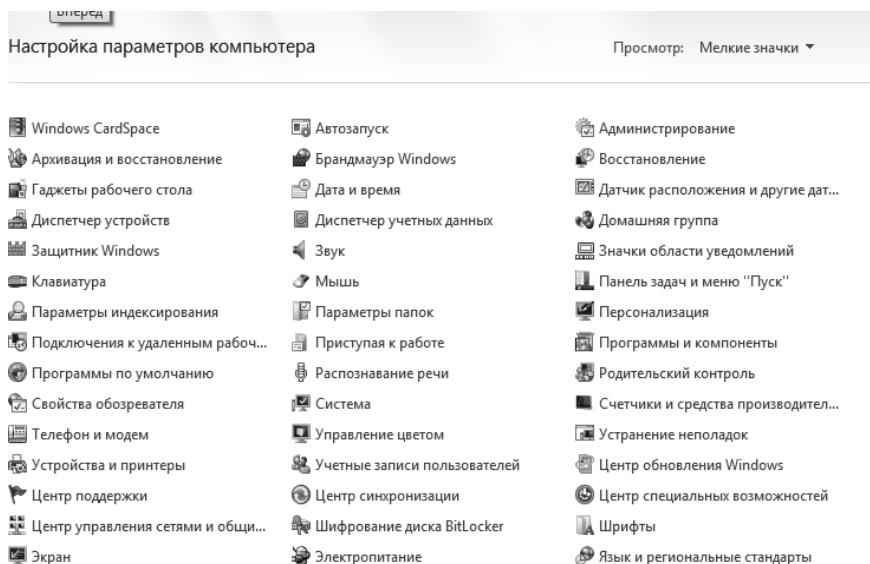 Вперед
Настройка параметров компьютера Просмотр: Мелкие значки
Windows CardSpace Автозапуск Администрирование
Архивация и восстановление Брандмауэр Windows Восстановление
Гаджеты рабочего стола Дата и время Датчик расположения и другие дат...
Диспетчер устройств Диспетчер учетных данных Домашняя группа
Защитник Windows Звук Значки области уведомлений
Клавиатура Мышь Панель задач и меню "Пуск"
Параметры индексирования Параметры папок Персонализация
Подключения к удаленным рабоч... Приступая к работе Программы и компоненты
Программы по умолчанию Распознавание речи Родительский контроль
Свойства обозревателя Система Счетчики и средства производител...
Телефон и модем Управление цветом Устранение неполадок
Устройства и принтеры Учетные записи пользователей Центр обновления Windows
Центр поддержки Центр синхронизации Центр специальных возможностей
Центр управления сетями и общи... Шифрование диска BitLocker Шрифты
Экран Электропитание Язык и региональные стандарты